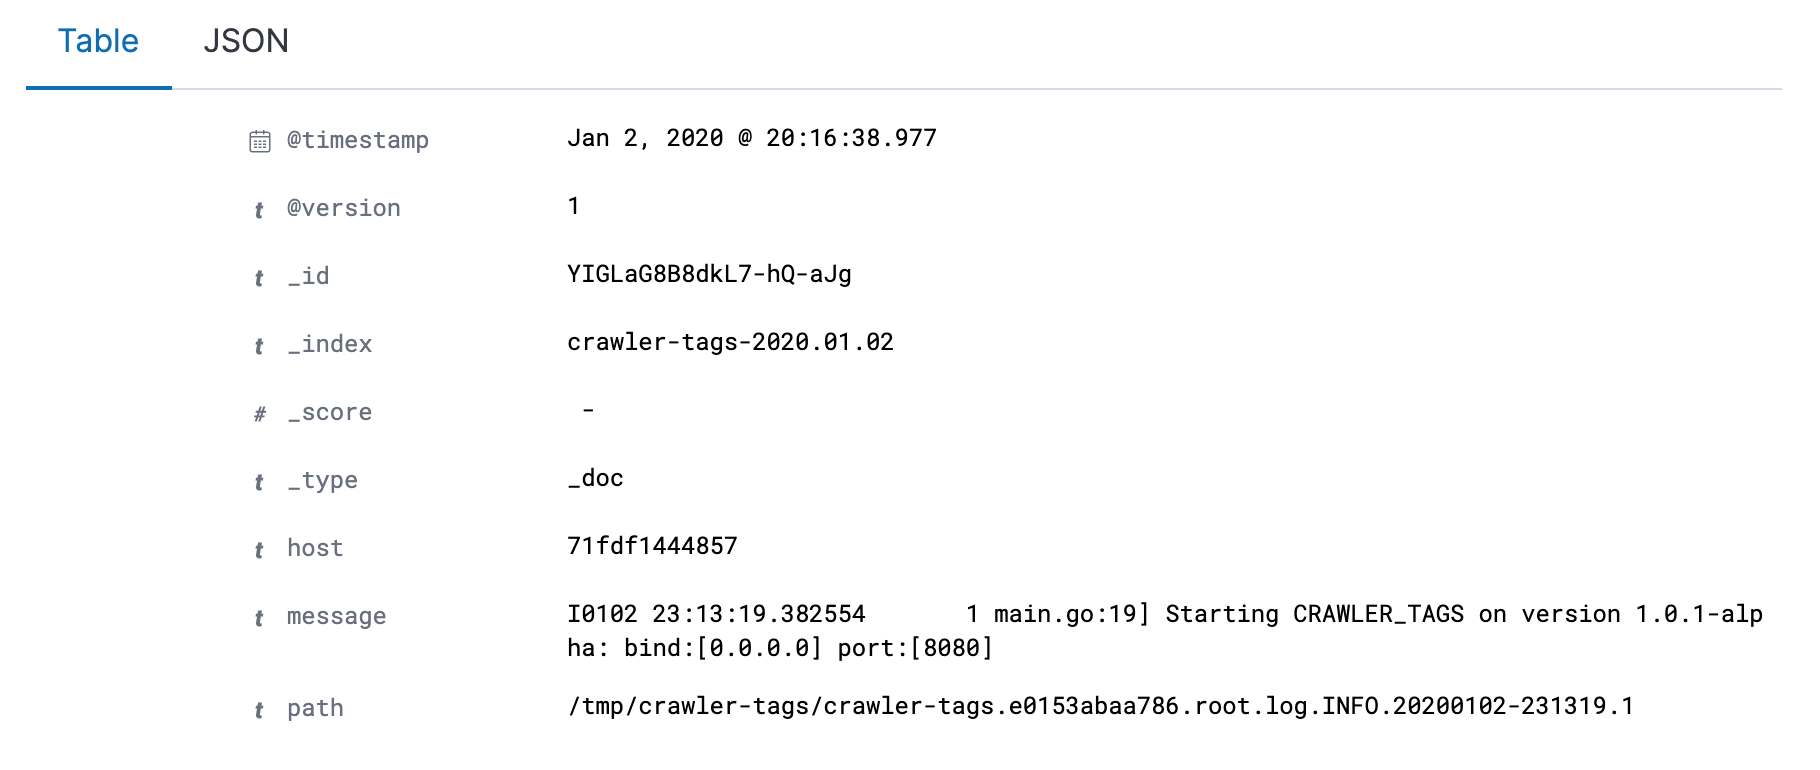 Table JSON
@timestamp Jan 2, 2020 @ 20:16:38.977
t @version 1
t _id YIGLaG8B8dkL7-hQ-aJg
t _index crawler-tags-2020.01.02
# _score -
t _type _doc
t host 71fdf1444857
t message I0102 23:13:19.382554       1 main.go:19] Starting CRAWLER_TAGS on version 1.0.1-alp
ha: bind:[0.0.0.0] port:[8080]
t path /tmp/crawler-tags/crawler-tags.e0153abaa786.root.log.INFO.20200102-231319.1